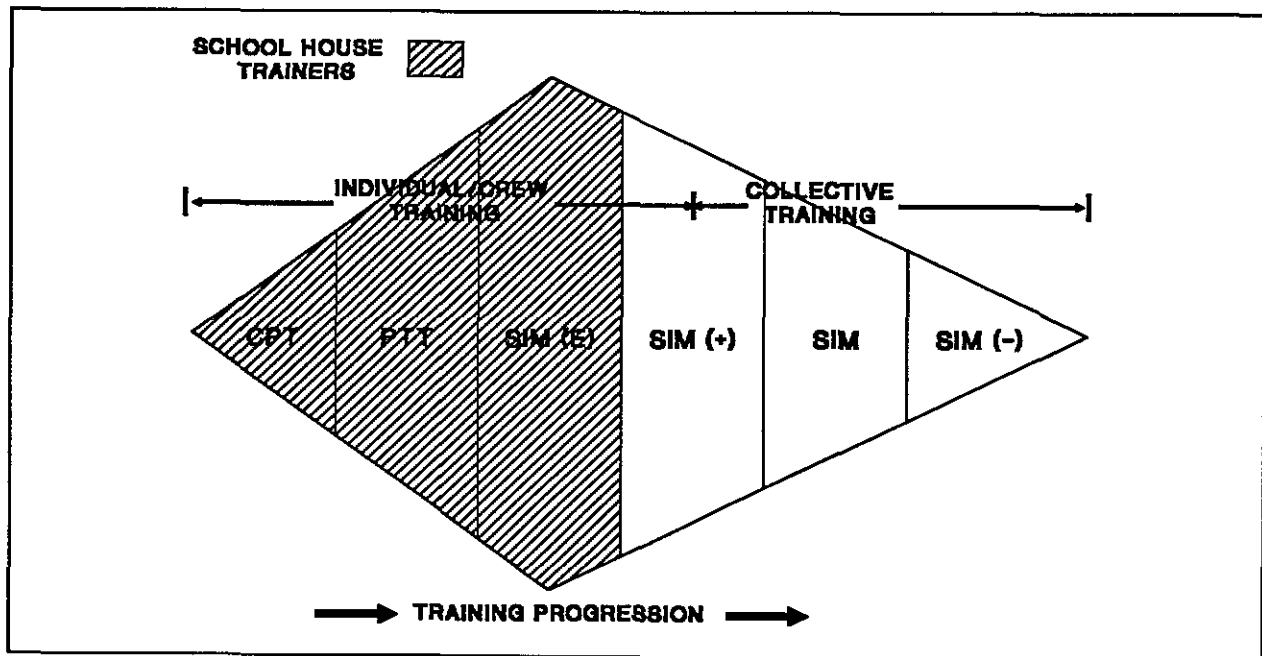 SCHOOL HOUSE
TRAINERS
INDIVIDUAL/CREW
TRAINING
COLLECTIVE
TRAINING
CPT
PTT
SIM (E)
SIM (+)
SIM
SIM (-)
TRAINING PROGRESSION